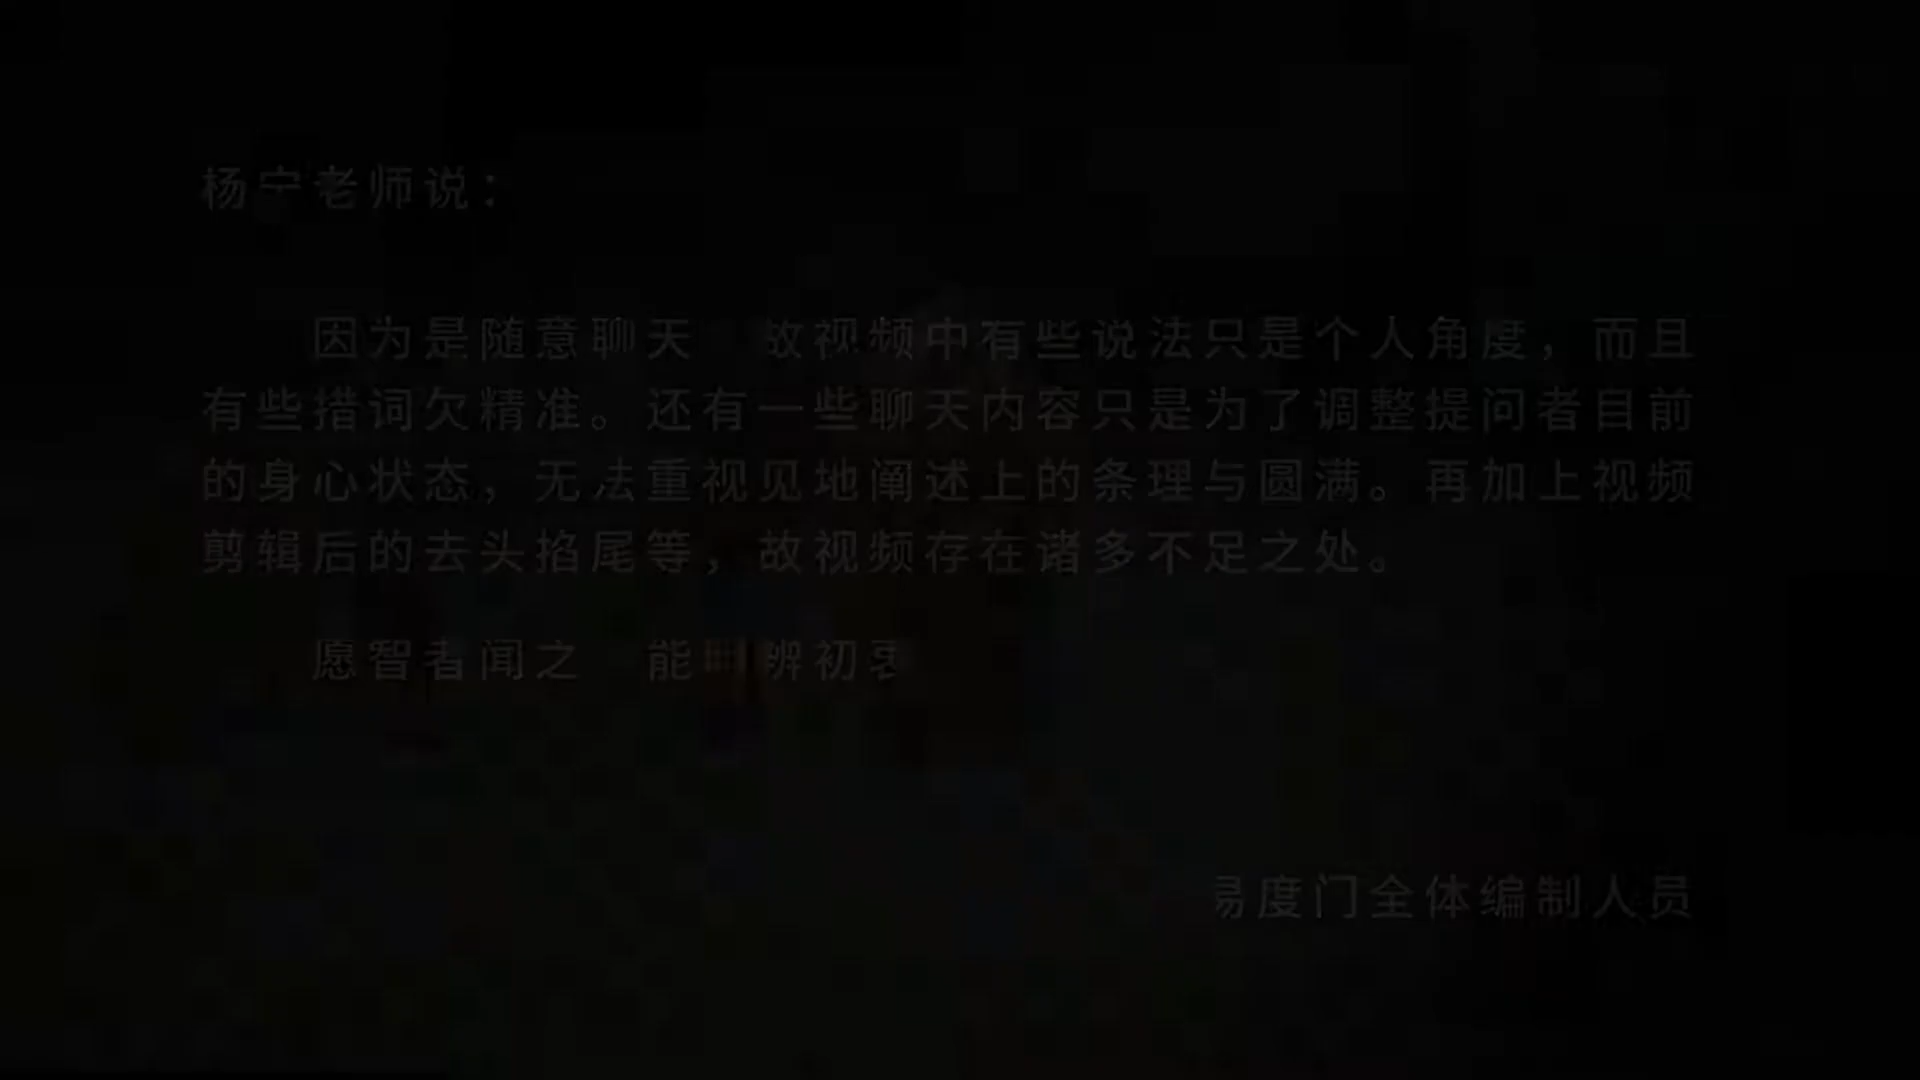 杨宁老师说：
因为是随意聊天 故视频中有些说法只是个人角度，而且
有些措词欠精准。还有一些聊天内容只是为了调整提问者目前
的身心状态，无法重视见地阐述上的条理与圆满。再加上视频
剪辑后的去头掐尾等，故视频存在诸多不足之处。
愿智者闻之 能明辨初衷
易度门全体编制人员